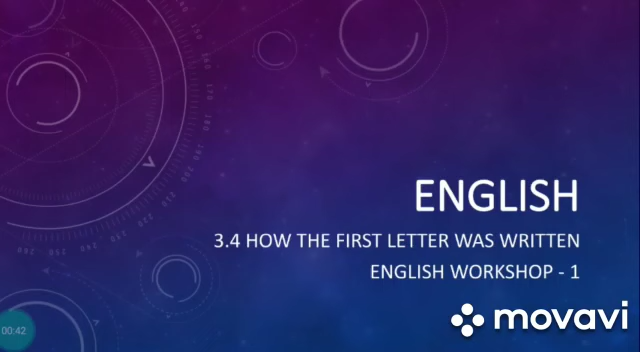 ENGLISH
3.4 HOW THE FIRST LETTER WAS WRITTEN
ENGLISH WORKSHOP - 1
movavi
00:42